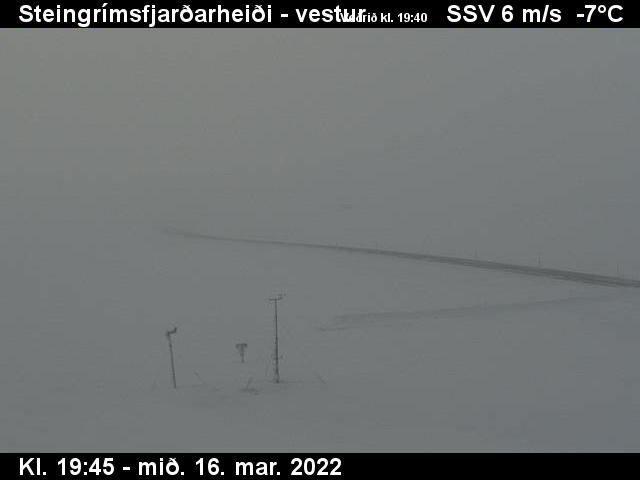 Steingrímsfjarðarheiði - vestur Veðrið kl. 19:40 SSV 6 m/s -7°C
Kl. 19:45 - mið. 16. mar. 2022